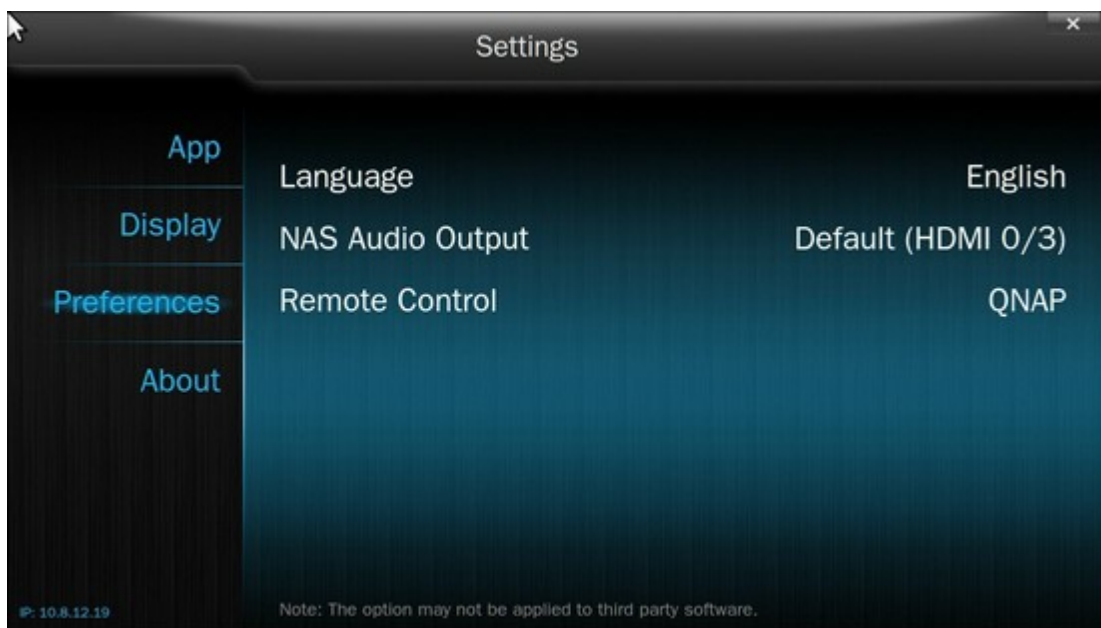 Settings
App
Display
Preferences
About
Language English
NAS Audio Output Default (HDMI 0/3)
Remote Control QNAP
IP: 10.8.12.19
Note: The option may not be applied to third party software.